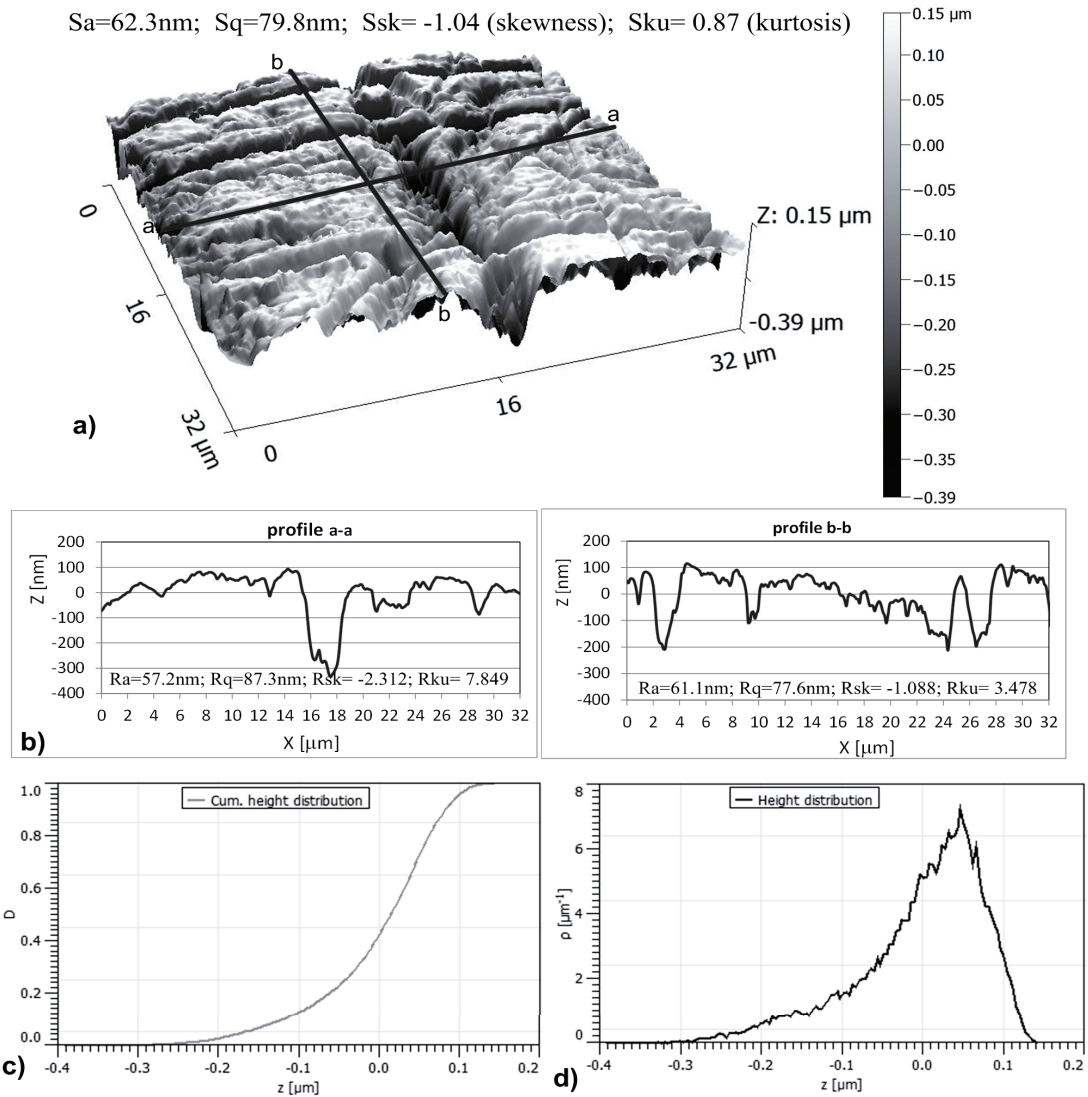 Sa=62.3nm; Sq=79.8nm; Ssk= -1.04 (skewness); Sku= 0.87 (kurtosis)
b
a
a
b
0
16
32 µm
0
16
32 µm
Z: 0.15 µm
-0.39 µm
a)
0.15 µm
0.05
0.00
−0.05
−0.10
−0.15
−0.20
−0.25
−0.30
−0.35
−0.39
profile a-a
Z [nm]
200
100
0
-100
-200
-300
-400
Ra=57.2nm; Rq=87.3nm; Rsk= -2.312; Rku= 7.849
0 2 4 6 8 10 12 14 16 18 20 22 24 26 28 30 32
X [µm]
b)
profile b-b
Z [nm]
200
100
0
-100
-200
-300
-400
Ra=61.1nm; Rq=77.6nm; Rsk= -1.088; Rku= 3.478
0 2 4 6 8 10 12 14 16 18 20 22 24 26 28 30 32
X [µm]
Cum. height distribution
D
1.0
0.8
0.6
0.4
0.2
0.0
-0.4 -0.3 -0.2 -0.1 0.0 0.1 0.2
z [µm]
c)
Height distribution
ρ [µm⁻¹]
8
6
4
2
0
-0.4 -0.3 -0.2 -0.1 0.0 0.1 0.2
z [µm]
d)